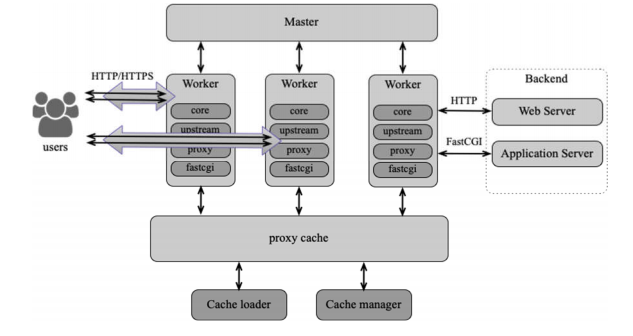 Master
HTTP/HTTPS
users
Worker
core
upstream
proxy
fastcgi
Worker
core
upstream
proxy
fastcgi
Worker
core
upstream
proxy
fastcgi
HTTP
FastCGI
Backend
Web Server
Application Server
proxy cache
Cache loader
Cache manager